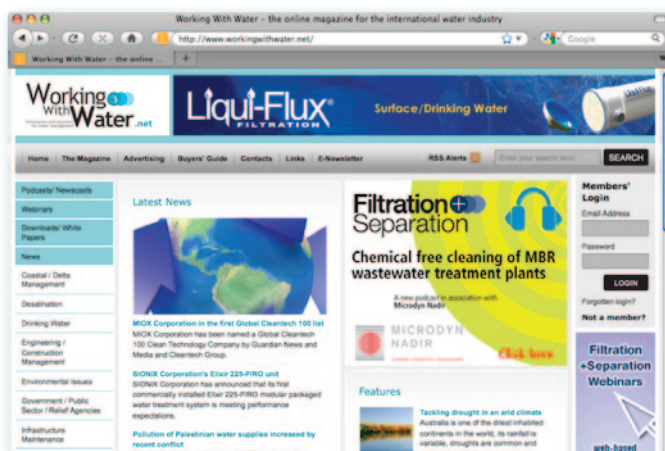 Working With Water – the online magazine for the international water industry
http://www.workingwithwater.net/
Google
Working With Water – the online ...
Working
With
Water.net
Liqui-Flux®
FILTRATION
Surface/Drinking Water
Home
The Magazine
Advertising
Buyers' Guide
Contacts
Links
E-Newsletter
RSS Alerts
Enter your search term
SEARCH
Podcasts/ Newscasts
Webinars
Downloads/ White
Papers
News
Coastal / Delta
Management
Desalination
Drinking Water
Engineering /
Construction
Management
Environmental Issues
Government / Public
Sector / Relief Agencies
Infrastructure
Maintenance
Latest News
MIOX Corporation in the first Global Cleantech 100 list
MIOX Corporation has been named a Global Cleantech
100 Clean Technology Company by Guardian News and
Media and Cleantech Group.
SIONIX Corporation's Elixir 225-P/RO unit
SIONIX Corporation has announced that its first
commercially installed Elixir 225-P/RO modular packaged
water treatment system is meeting performance
expectations.
Pollution of Palestinian water supplies increased by
recent conflict
Filtration+
Separation
Chemical free cleaning of MBR
wastewater treatment plants
A new podcast in association with
Microdyn Nadir
MICRODYN
NADIR
Click here
Features
Tackling drought in an arid climate
Australia is one of the driest inhabited
continents in the world, its rainfall is
variable, droughts are common and
Members'
Login
Email Address
Password
LOGIN
Forgotten login?
Not a member?
Filtration
+Separation
Webinars
web-based